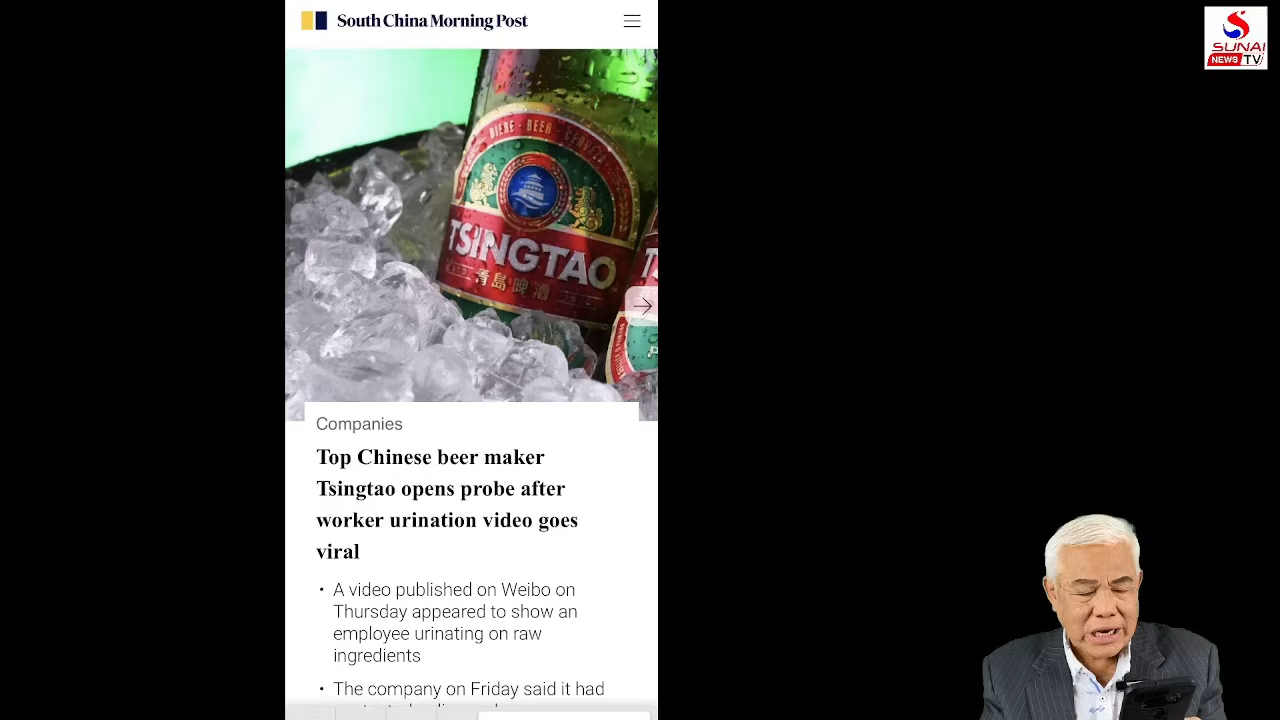 South China Morning Post
SUNAI
NEWS TV
BIERE · BEER · CERVEZA
TSINGTAO
青島啤酒
Companies
Top Chinese beer maker
Tsingtao opens probe after
worker urination video goes
viral
• A video published on Weibo on
Thursday appeared to show an
employee urinating on raw
ingredients
• The company on Friday said it had